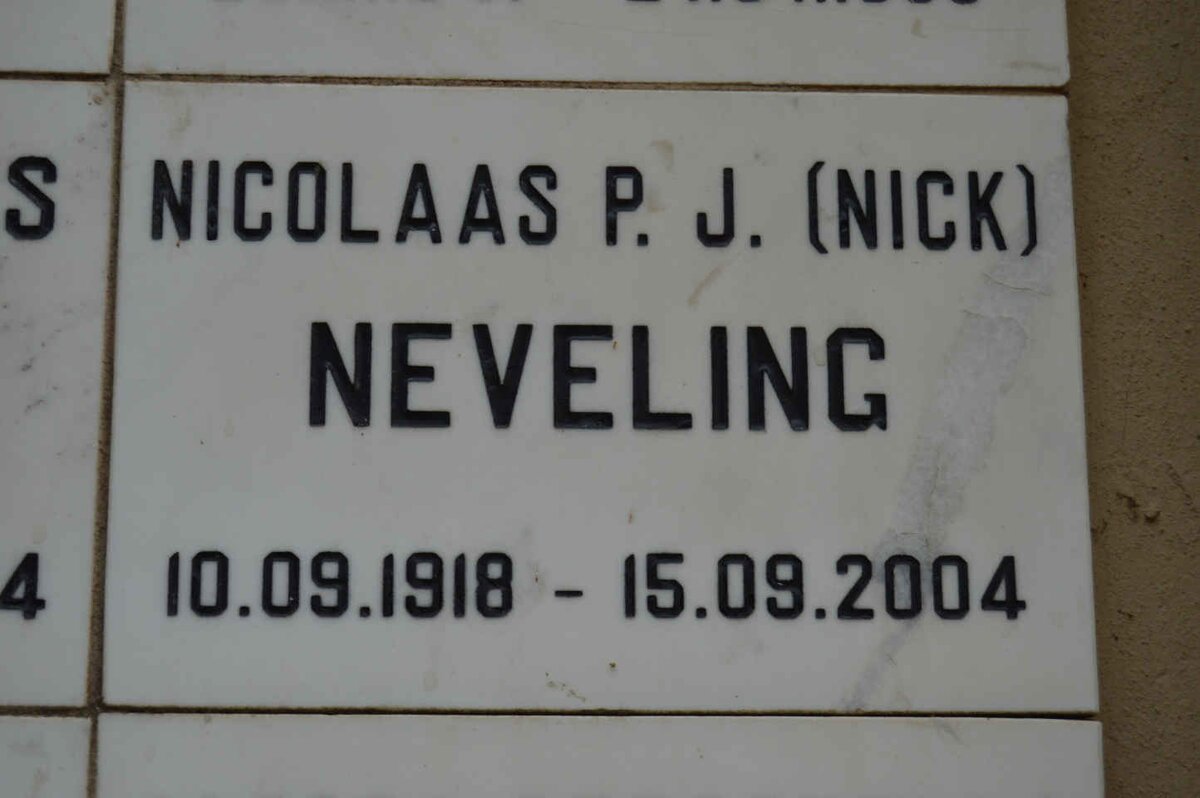 NICOLAAS P. J. (NICK)
NEVELING
10.09.1918 - 15.09.2004